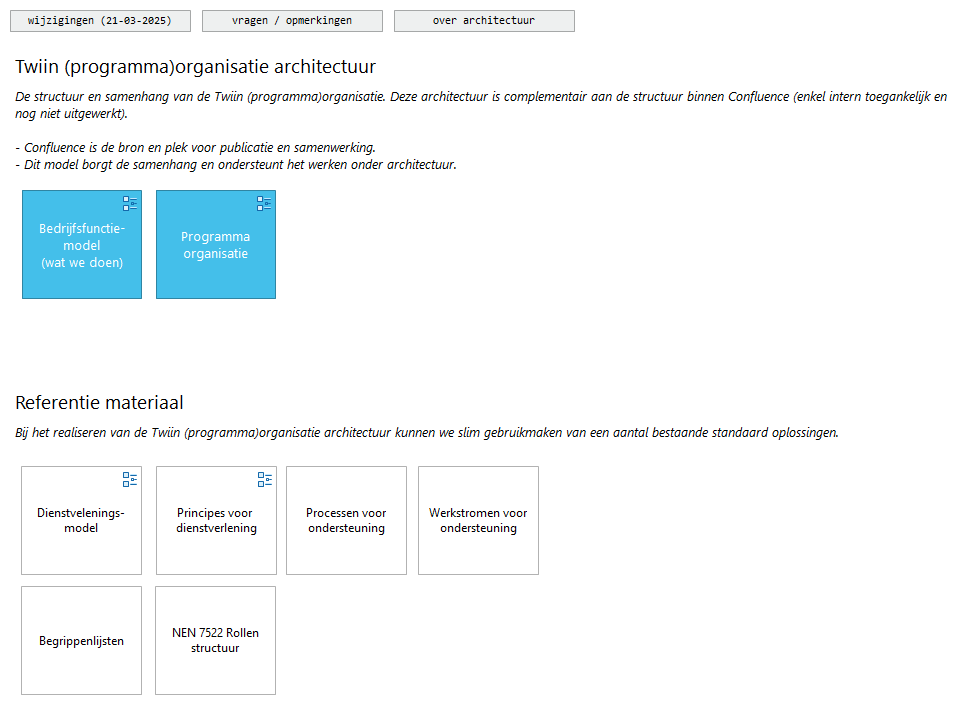 wijzigingen (21-03-2025)
vragen / opmerkingen
over architectuur
Twiin (programma)organisatie architectuur
De structuur en samenhang van de Twiin (programma)organisatie. Deze architectuur is complementair aan de structuur binnen Confluence (enkel intern toegankelijk en
nog niet uitgewerkt).
- Confluence is de bron en plek voor publicatie en samenwerking.
- Dit model borgt de samenhang en ondersteunt het werken onder architectuur.
Bedrijfsfunctie-
model
(wat we doen)
Programma
organisatie
Referentie materiaal
Bij het realiseren van de Twiin (programma)organisatie architectuur kunnen we slim gebruikmaken van een aantal bestaande standaard oplossingen.
Dienstvelenings-
model
Principes voor
dienstverlening
Processen voor
ondersteuning
Werkstromen voor
ondersteuning
Begrippenlijsten
NEN 7522 Rollen
structuur